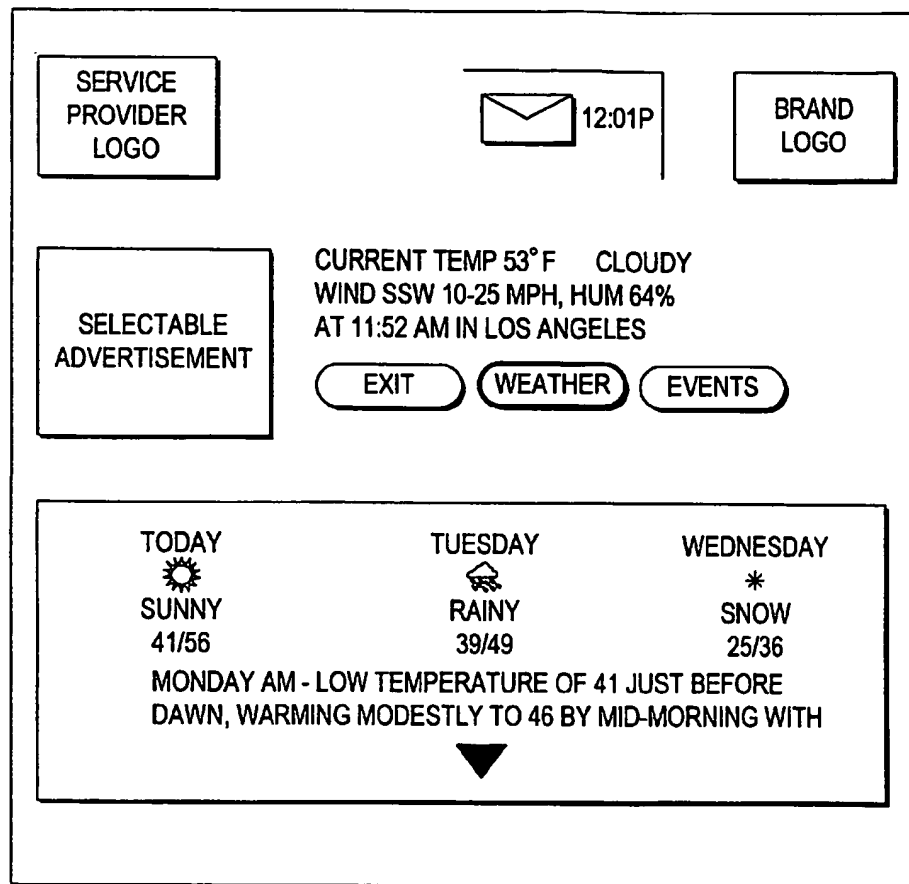 SERVICE
PROVIDER
LOGO
12:01P
BRAND
LOGO
SELECTABLE
ADVERTISEMENT
CURRENT TEMP 53°F CLOUDY
WIND SSW 10-25 MPH, HUM 64%
AT 11:52 AM IN LOS ANGELES
EXIT WEATHER EVENTS
TODAY TUESDAY WEDNESDAY
SUNNY RAINY SNOW
41/56 39/49 25/36
MONDAY AM - LOW TEMPERATURE OF 41 JUST BEFORE
DAWN, WARMING MODESTLY TO 46 BY MID-MORNING WITH